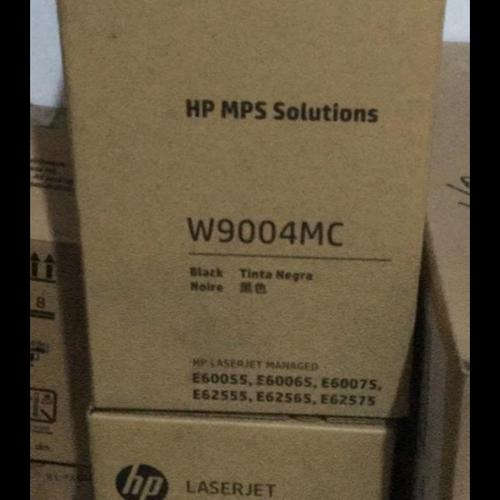 HP MPS Solutions
W9004MC
Black Tinta Negra
Noire 黑色
HP LASERJET MANAGED
E60055, E60065, E60075,
E62555, E62565, E62575
hp LASERJET
8